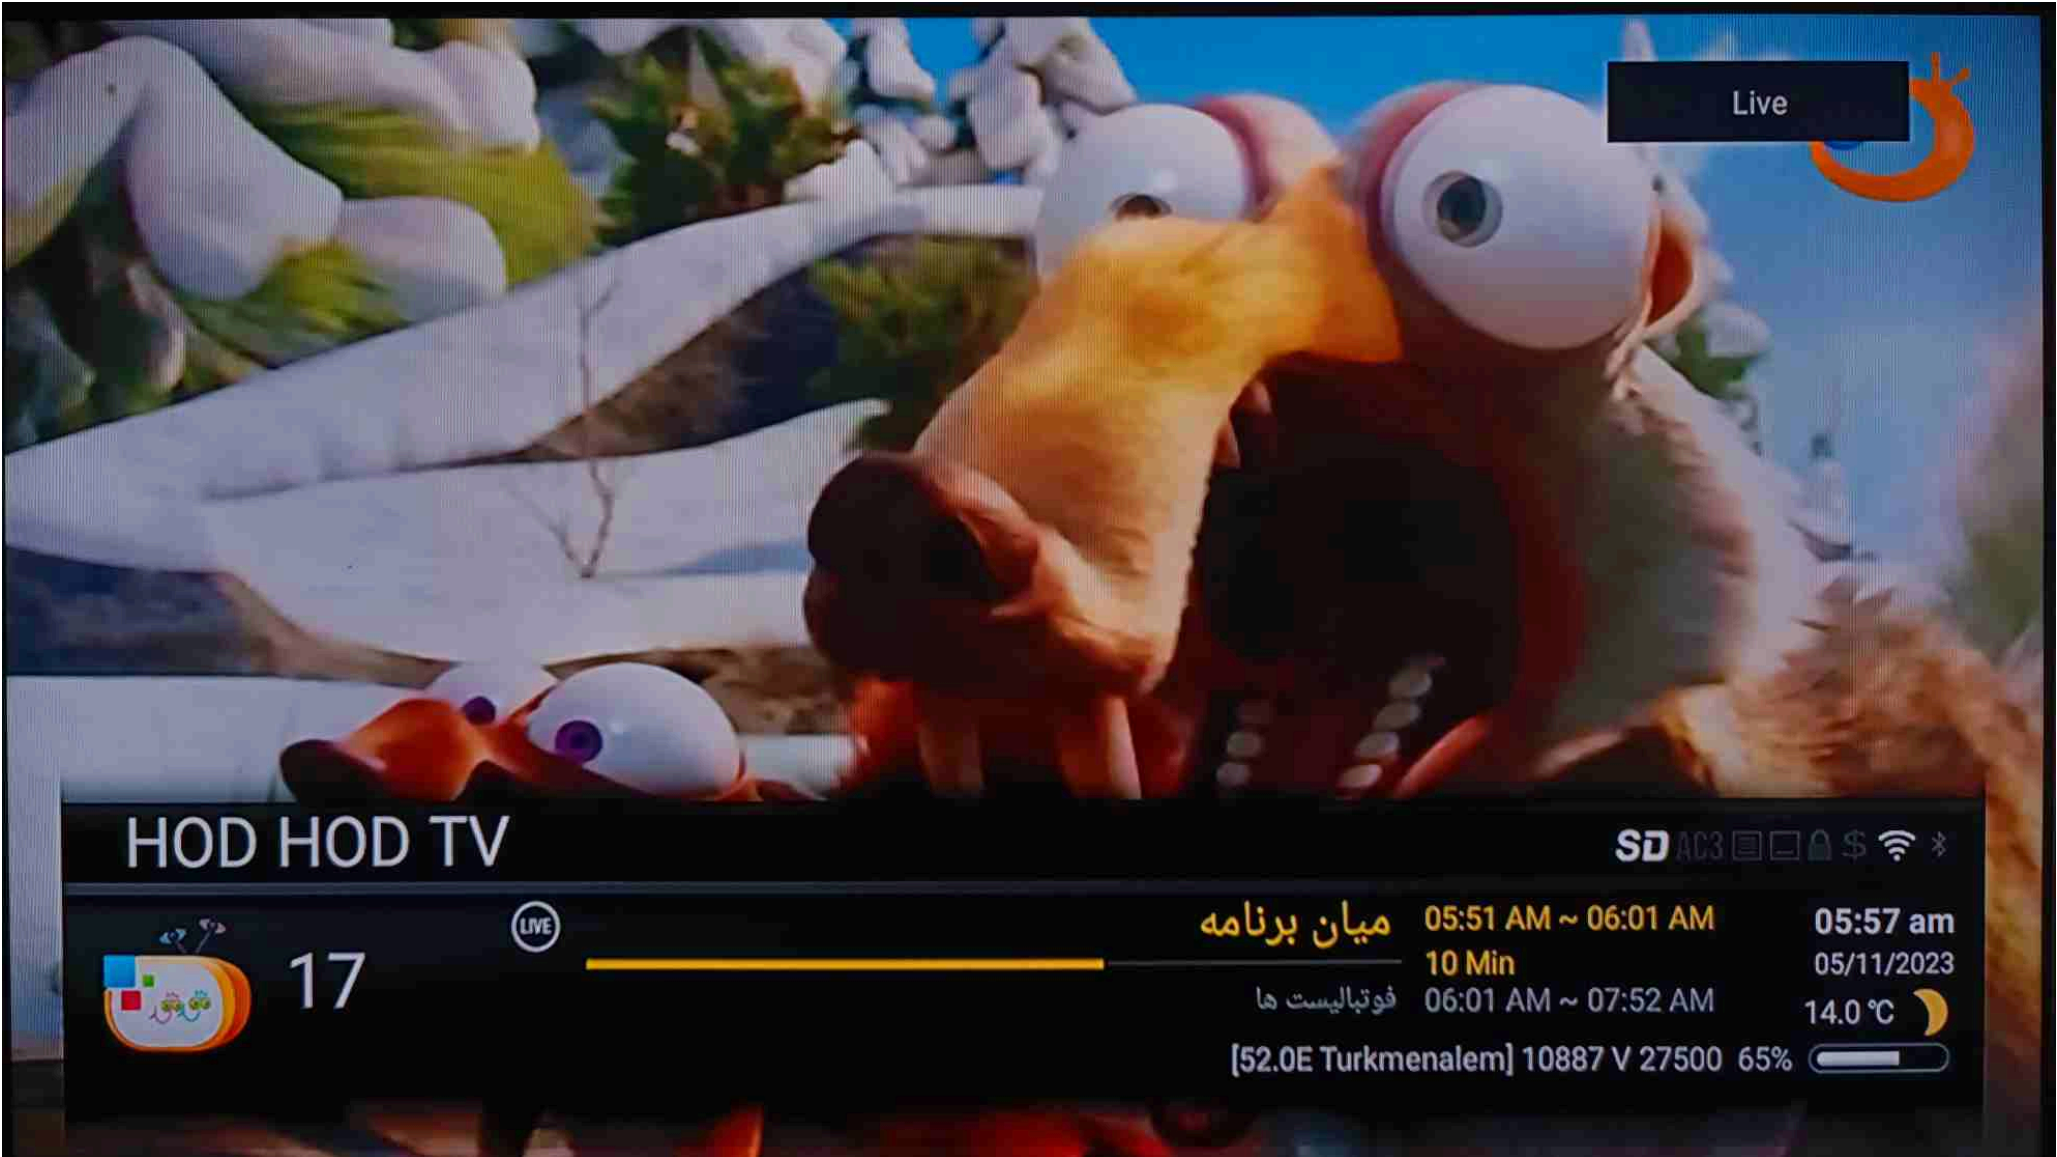 Live
HOD HOD TV
SD AC3 $
LIVE
میان برنامه 05:51 AM ~ 06:01 AM
05:57 am
10 Min
05/11/2023
17
فوتبالیست ها 06:01 AM ~ 07:52 AM
14.0 °C
[52.0E Turkmenalem] 10887 V 27500 65%